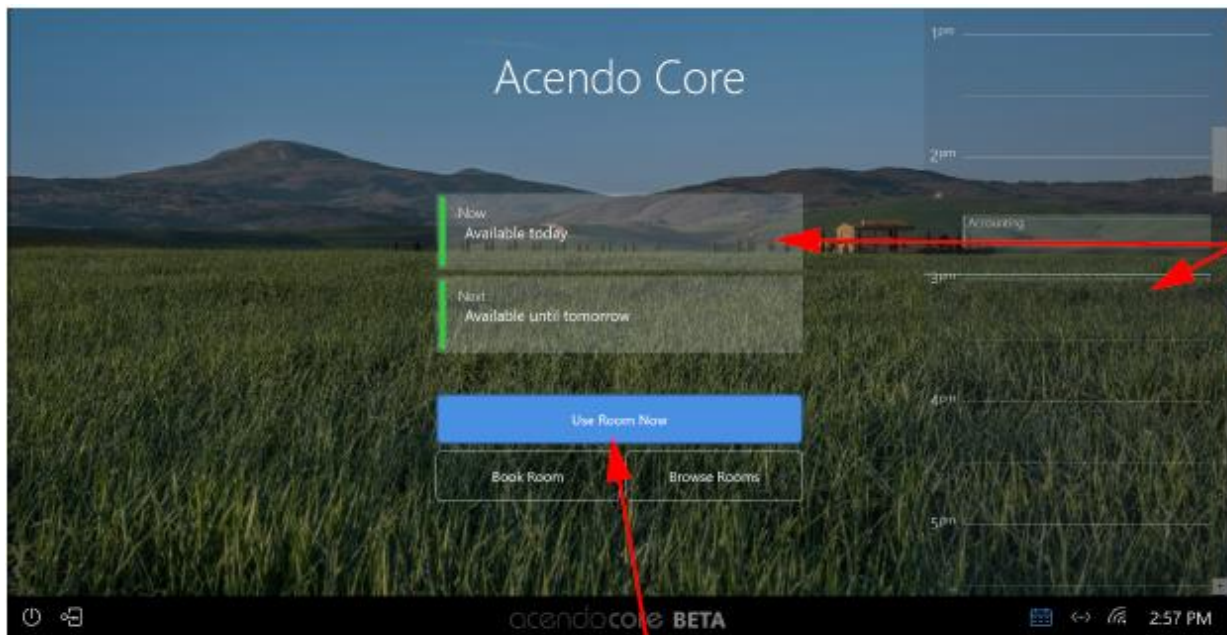 Acendo Core
Now
Available today
Next
Available until tomorrow
Use Room Now
Book Room
Browse Rooms
1pm
2pm
Accounting
3pm
4pm
5pm
acendocore BETA
2:57 PM